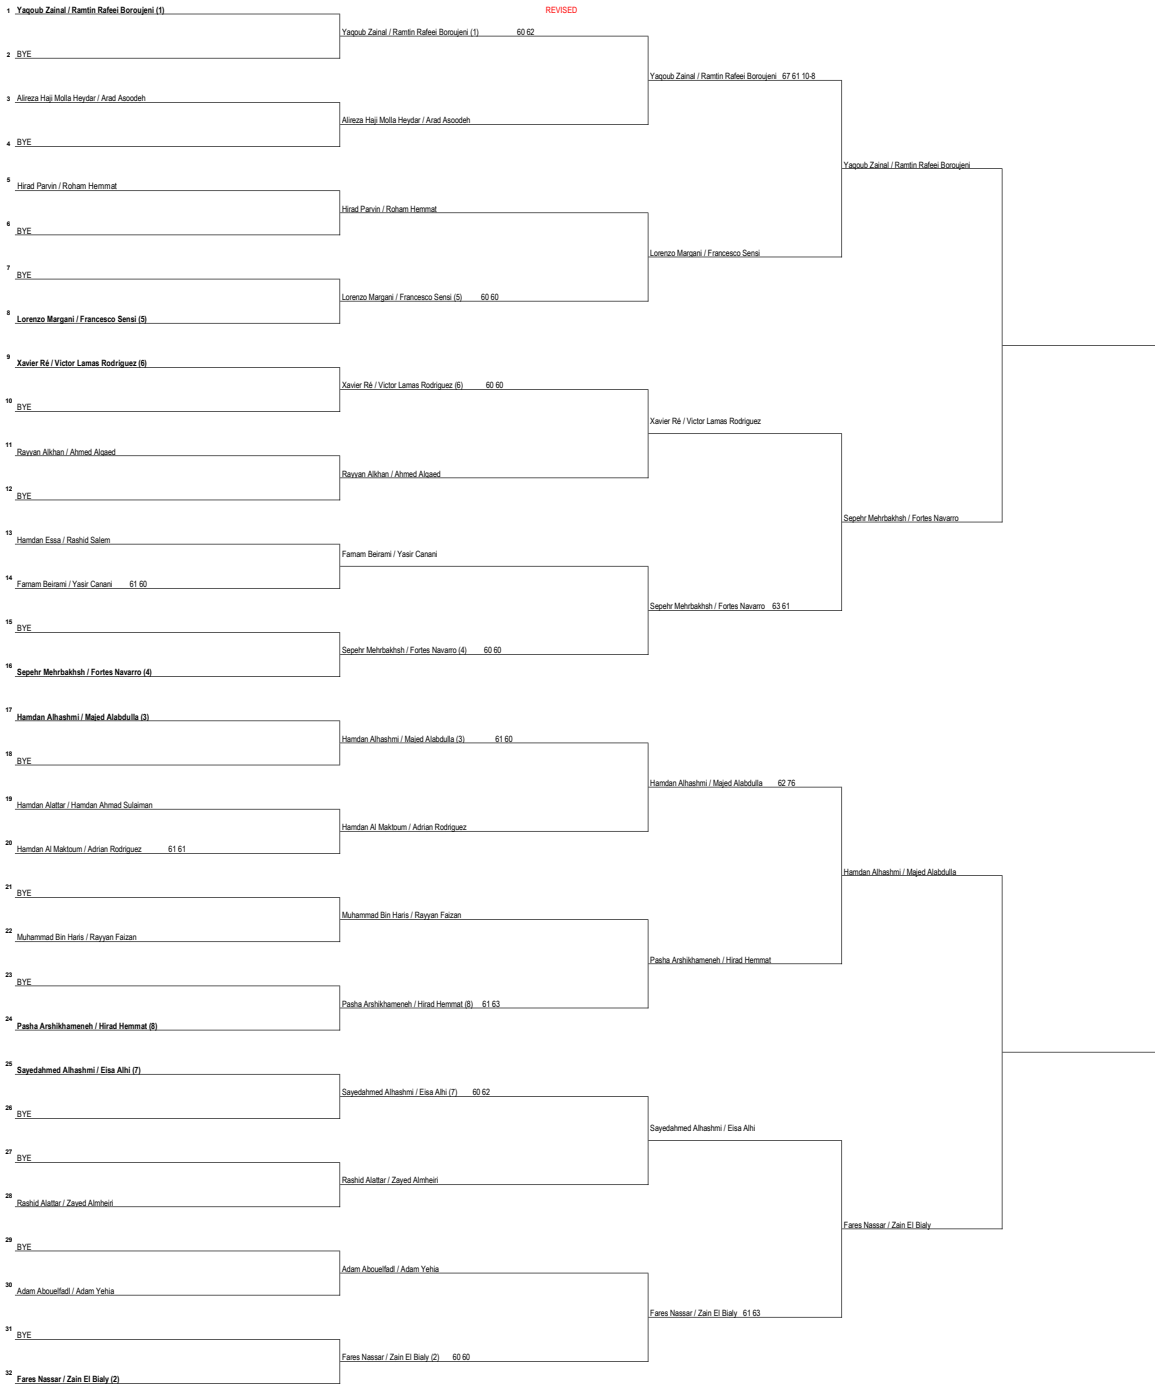 REVISED
1 Yaqoub Zainal / Ramtin Rafeei Boroujeni (1)
2 BYE
3 Alireza Haji Molla Heydar / Arad Asoodeh
4 BYE
5 Hirad Parvin / Roham Hemmat
6 BYE
7 BYE
8 Lorenzo Margani / Francesco Sensi (5)
9 Xavier Ré / Victor Lamas Rodriguez (6)
10 BYE
11 Rayyan Alkhan / Ahmed Algaed
12 BYE
13 Hamdan Essa / Rashid Salem
14 Farnam Beirami / Yasir Canani 61 60
15 BYE
16 Sepehr Mehrbakhsh / Fortes Navarro (4)
17 Hamdan Alhashmi / Majed Alabdulla (3)
18 BYE
19 Hamdan Alattar / Hamdan Ahmad Sulaiman
20 Hamdan Al Maktoum / Adrian Rodriguez 61 61
21 BYE
22 Muhammad Bin Haris / Rayyan Faizan
23 BYE
24 Pasha Arshikhameneh / Hirad Hemmat (8)
25 Sayedahmed Alhashmi / Eisa Alhi (7)
26 BYE
27 BYE
28 Rashid Alattar / Zayed Almheiri
29 BYE
30 Adam Abouelfadl / Adam Yehia
31 BYE
32 Fares Nassar / Zain El Bialy (2)
Yaqoub Zainal / Ramtin Rafeei Boroujeni (1) 60 62
Alireza Haji Molla Heydar / Arad Asoodeh
Hirad Parvin / Roham Hemmat
Lorenzo Margani / Francesco Sensi (5) 60 60
Xavier Ré / Victor Lamas Rodriguez (6) 60 60
Rayyan Alkhan / Ahmed Algaed
Farnam Beirami / Yasir Canani
Sepehr Mehrbakhsh / Fortes Navarro (4) 60 60
Hamdan Alhashmi / Majed Alabdulla (3) 61 60
Hamdan Al Maktoum / Adrian Rodriguez
Muhammad Bin Haris / Rayyan Faizan
Pasha Arshikhameneh / Hirad Hemmat (8) 61 63
Sayedahmed Alhashmi / Eisa Alhi (7) 60 62
Rashid Alattar / Zayed Almheiri
Adam Abouelfadl / Adam Yehia
Fares Nassar / Zain El Bialy (2) 60 60
Yaqoub Zainal / Ramtin Rafeei Boroujeni 67 61 10-8
Lorenzo Margani / Francesco Sensi
Xavier Ré / Victor Lamas Rodriguez
Sepehr Mehrbakhsh / Fortes Navarro 63 61
Hamdan Alhashmi / Majed Alabdulla 62 76
Pasha Arshikhameneh / Hirad Hemmat
Sayedahmed Alhashmi / Eisa Alhi
Fares Nassar / Zain El Bialy 61 63
Yaqoub Zainal / Ramtin Rafeei Boroujeni
Sepehr Mehrbakhsh / Fortes Navarro
Hamdan Alhashmi / Majed Alabdulla
Fares Nassar / Zain El Bialy